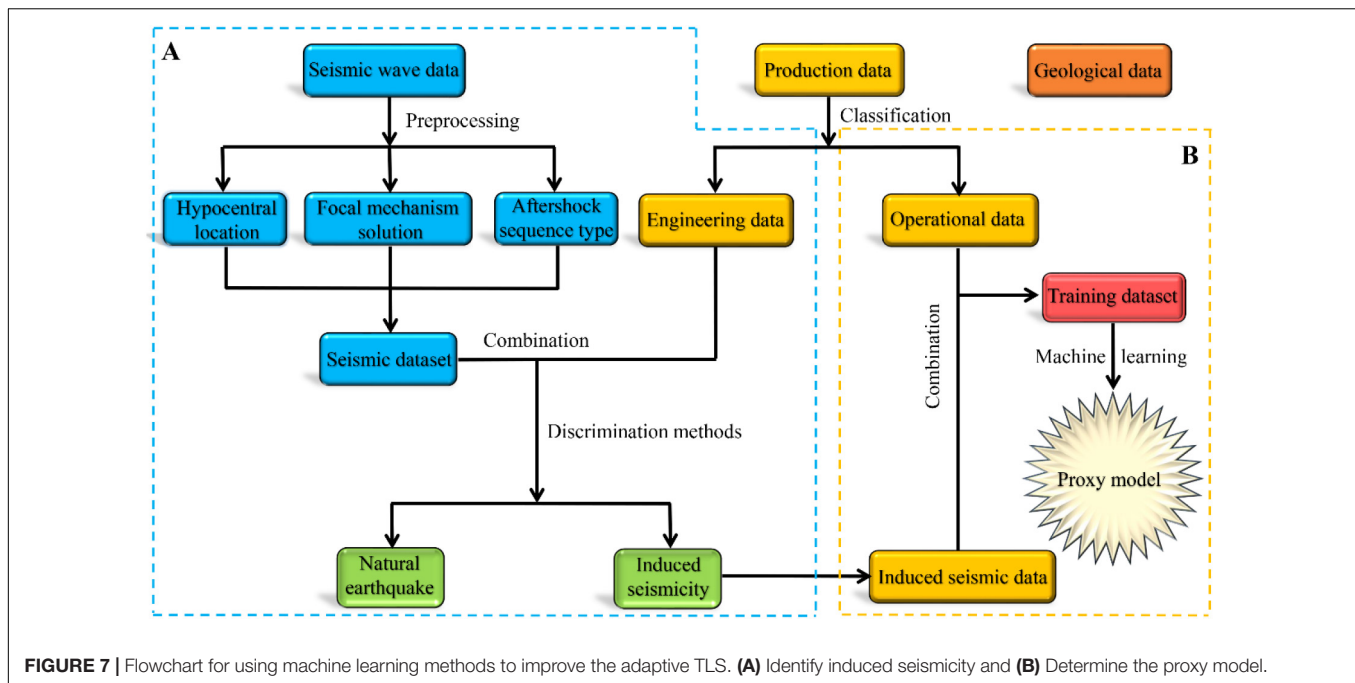 A
Seismic wave data
Production data
Geological data
Preprocessing
Classification
B
Hypocentral
location
Focal mechanism
solution
Aftershock
sequence type
Engineering data
Operational data
Training dataset
Seismic dataset
Combination
Combination
Machine learning
Discrimination methods
Proxy model
Natural
earthquake
Induced
seismicity
Induced seismic data
FIGURE 7 | Flowchart for using machine learning methods to improve the adaptive TLS. (A) Identify induced seismicity and (B) Determine the proxy model.